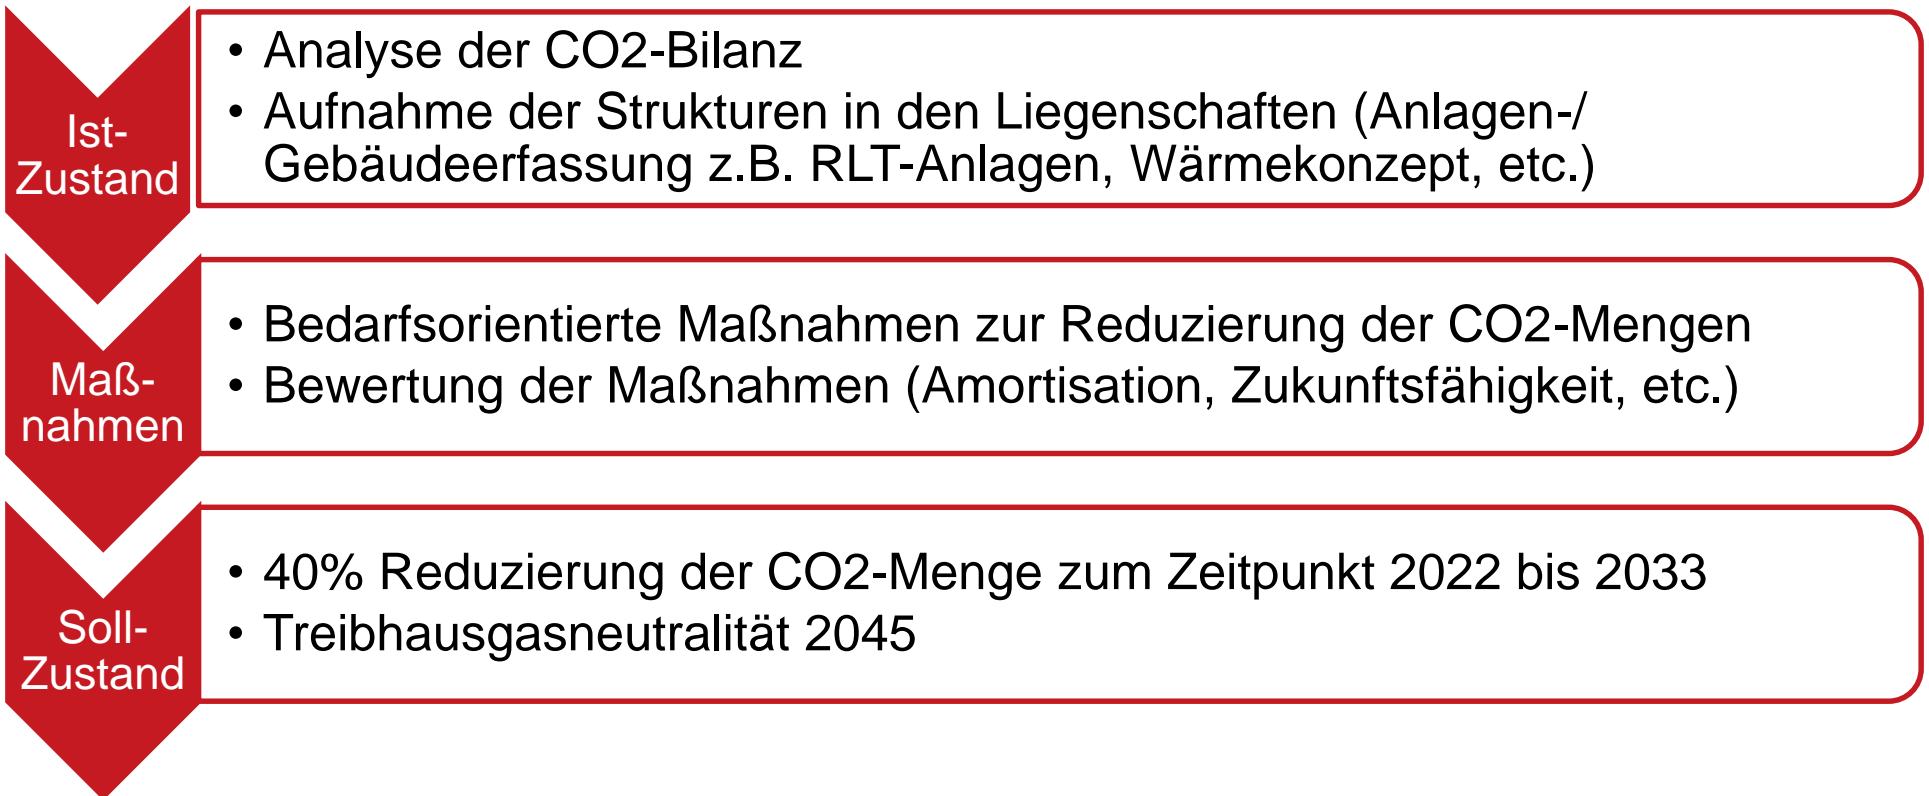 Ist-
Zustand
• Analyse der CO2-Bilanz
• Aufnahme der Strukturen in den Liegenschaften (Anlagen-/
Gebäudeerfassung z.B. RLT-Anlagen, Wärmekonzept, etc.)
Maß-
nahmen
• Bedarfsorientierte Maßnahmen zur Reduzierung der CO2-Mengen
• Bewertung der Maßnahmen (Amortisation, Zukunftsfähigkeit, etc.)
Soll-
Zustand
• 40% Reduzierung der CO2-Menge zum Zeitpunkt 2022 bis 2033
• Treibhausgasneutralität 2045